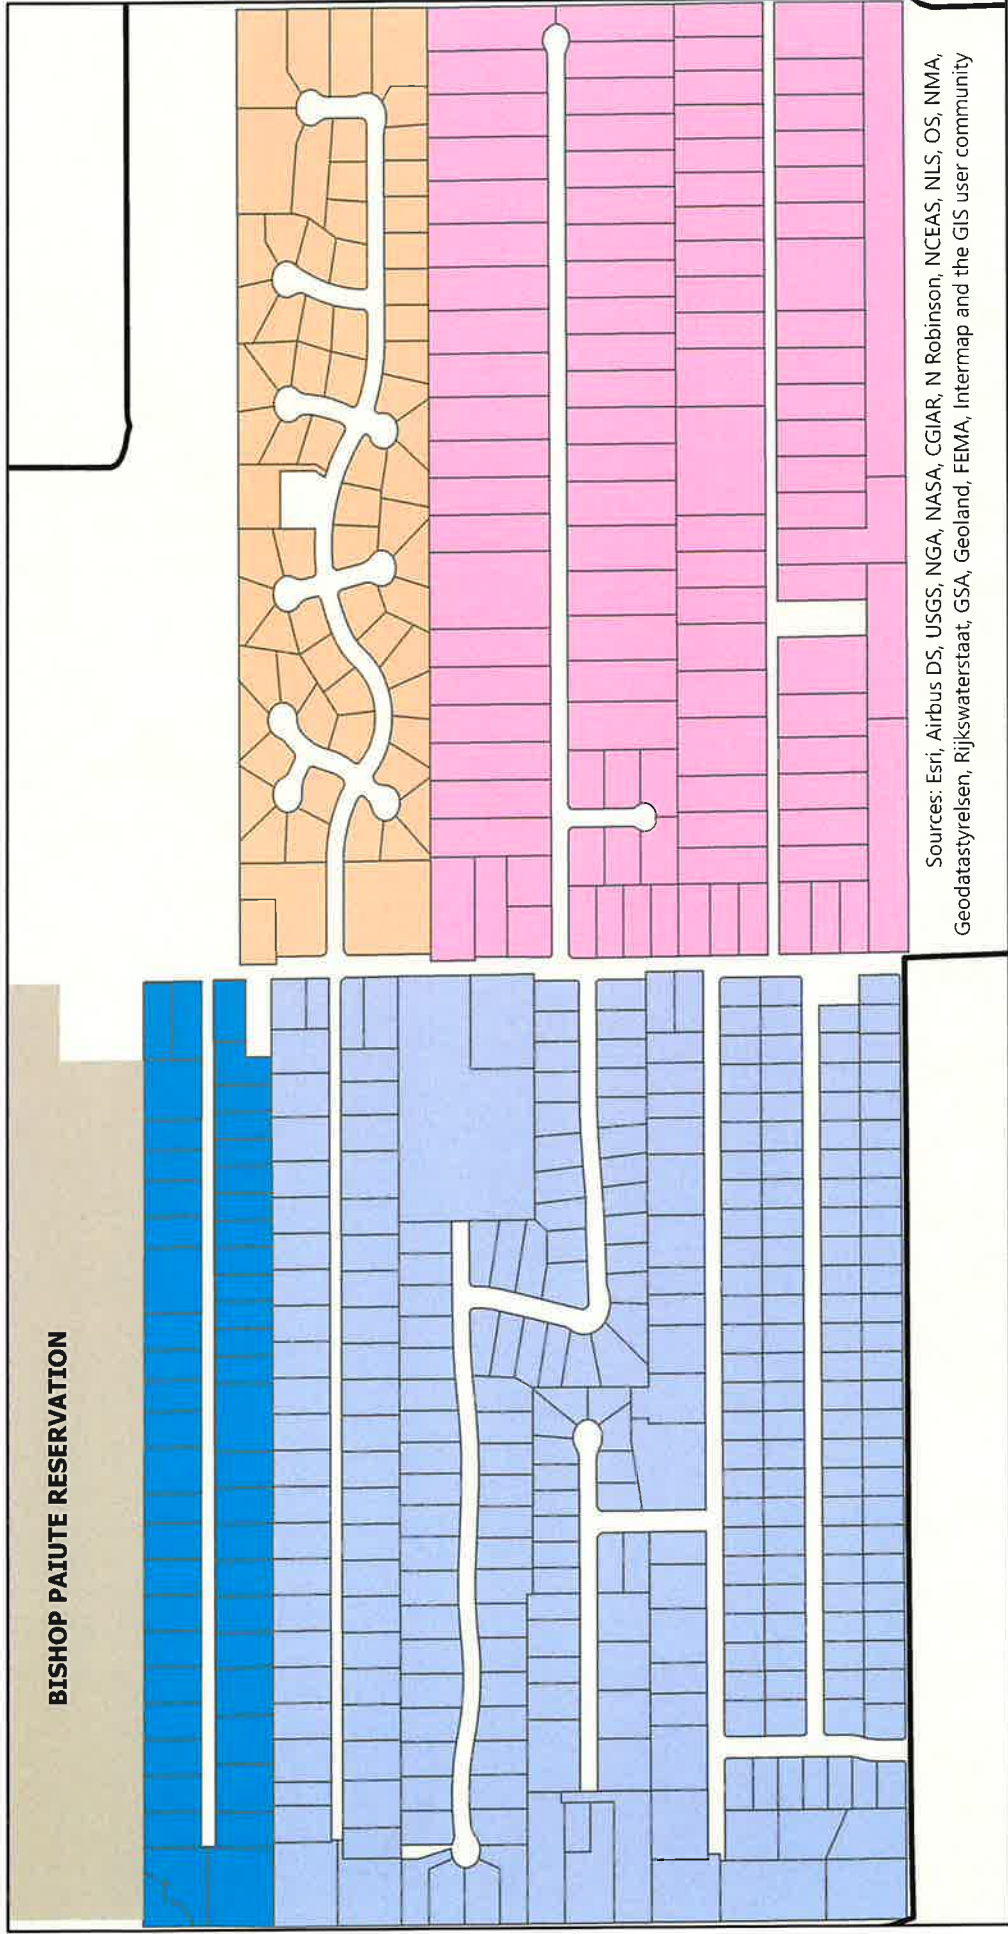 BISHOP PAIUTE RESERVATION
Sources: Esri, Airbus DS, USGS, NGA, NASA, CGIAR, N Robinson, NCEAS, NLS, OS, NMA,
Geodatastyrelsen, Rijkswaterstaat, GSA, Geoland, FEMA, Intermap and the GIS user community